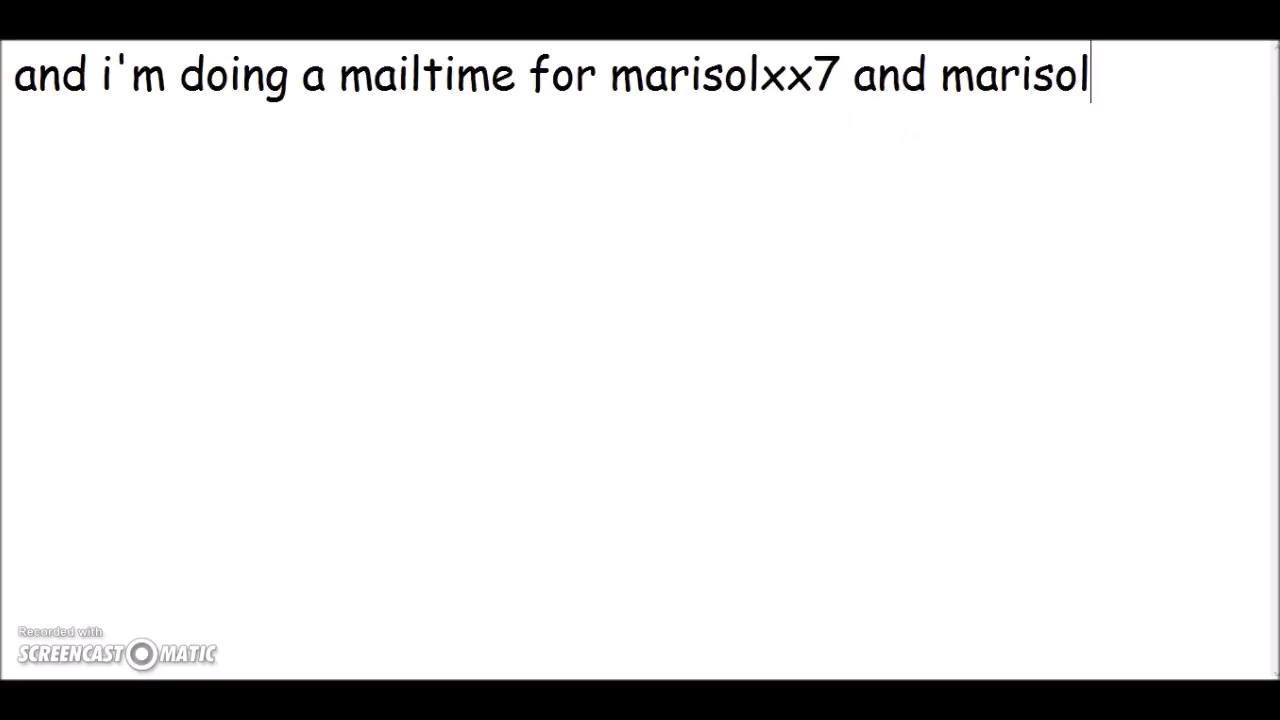 and i'm doing a mailtime for marisolxx7 and marisol
Recorded with
SCREENCAST MATIC